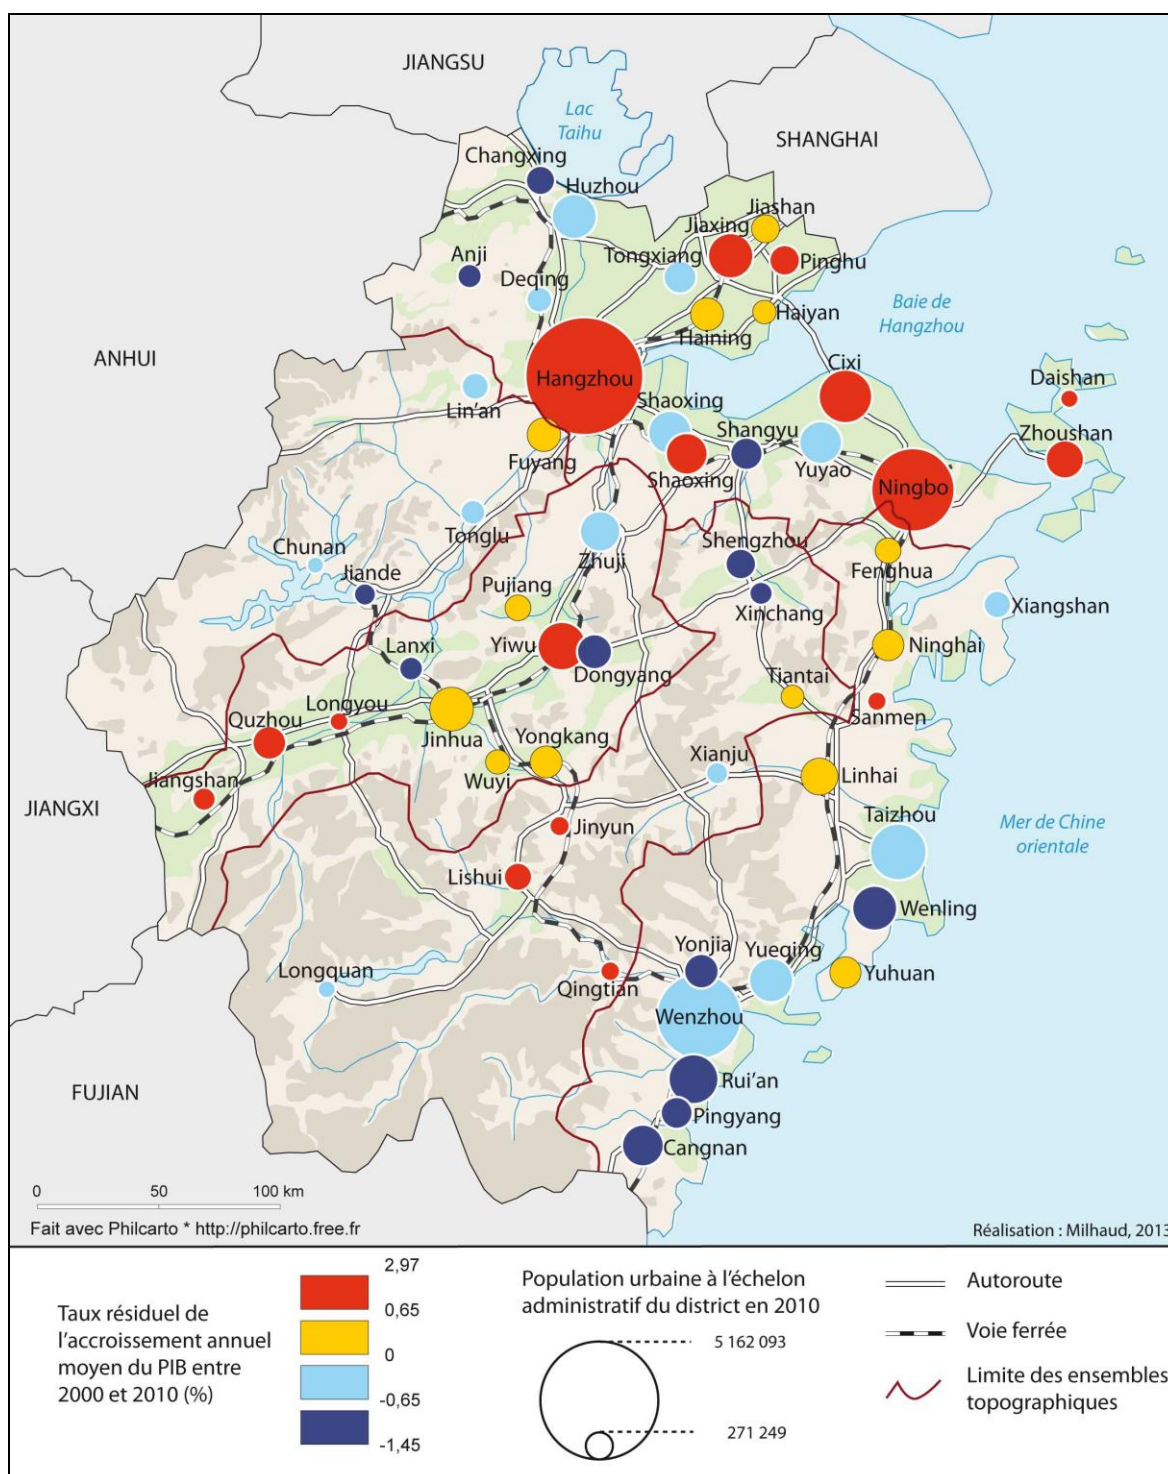 JIANGSU
Lac
Taihu
SHANGHAI
Changxing
Huzhou
Jiashan
Jiaxing
Anji
Tongxiang
Pinghu
Deqing
Baie de
Hangzhou
Haiyan
Haining
ANHUI
Cixi
Hangzhou
Daishan
Lin'an
Shaoxing
Shangyu
Zhoushan
Fuyang
Shaoxing
Yuyao
Ningbo
Tonglu
Chunan
Zhuji
Shengzhou
Fenghua
Jiande
Pujiang
Xinchang
Xiangshan
Lanxi
Yiwu
Ninghai
Dongyang
Tiantai
Longyou
Sanmen
Quzhou
Jinhua
Yongkang
Xianju
Wuyi
Linhai
Jiangshan
JIANGXI
Taizhou
Mer de Chine
orientale
Jinyun
Lishui
Wenling
Yonjia
Yueqing
Longquan
Yuhuan
Qingtian
Wenzhou
Rui'an
FUJIAN
Pingyang
Cangnan
0 50 100 km
Fait avec Philcarto * http://philcarto.free.fr
Réalisation : Milhaud, 2013
Taux résiduel de
l'accroissement annuel
moyen du PIB entre
2000 et 2010 (%)
2,97
0,65
0
-0,65
-1,45
Population urbaine à l'échelon
administratif du district en 2010
5 162 093
271 249
Autoroute
Voie ferrée
Limite des ensembles
topographiques